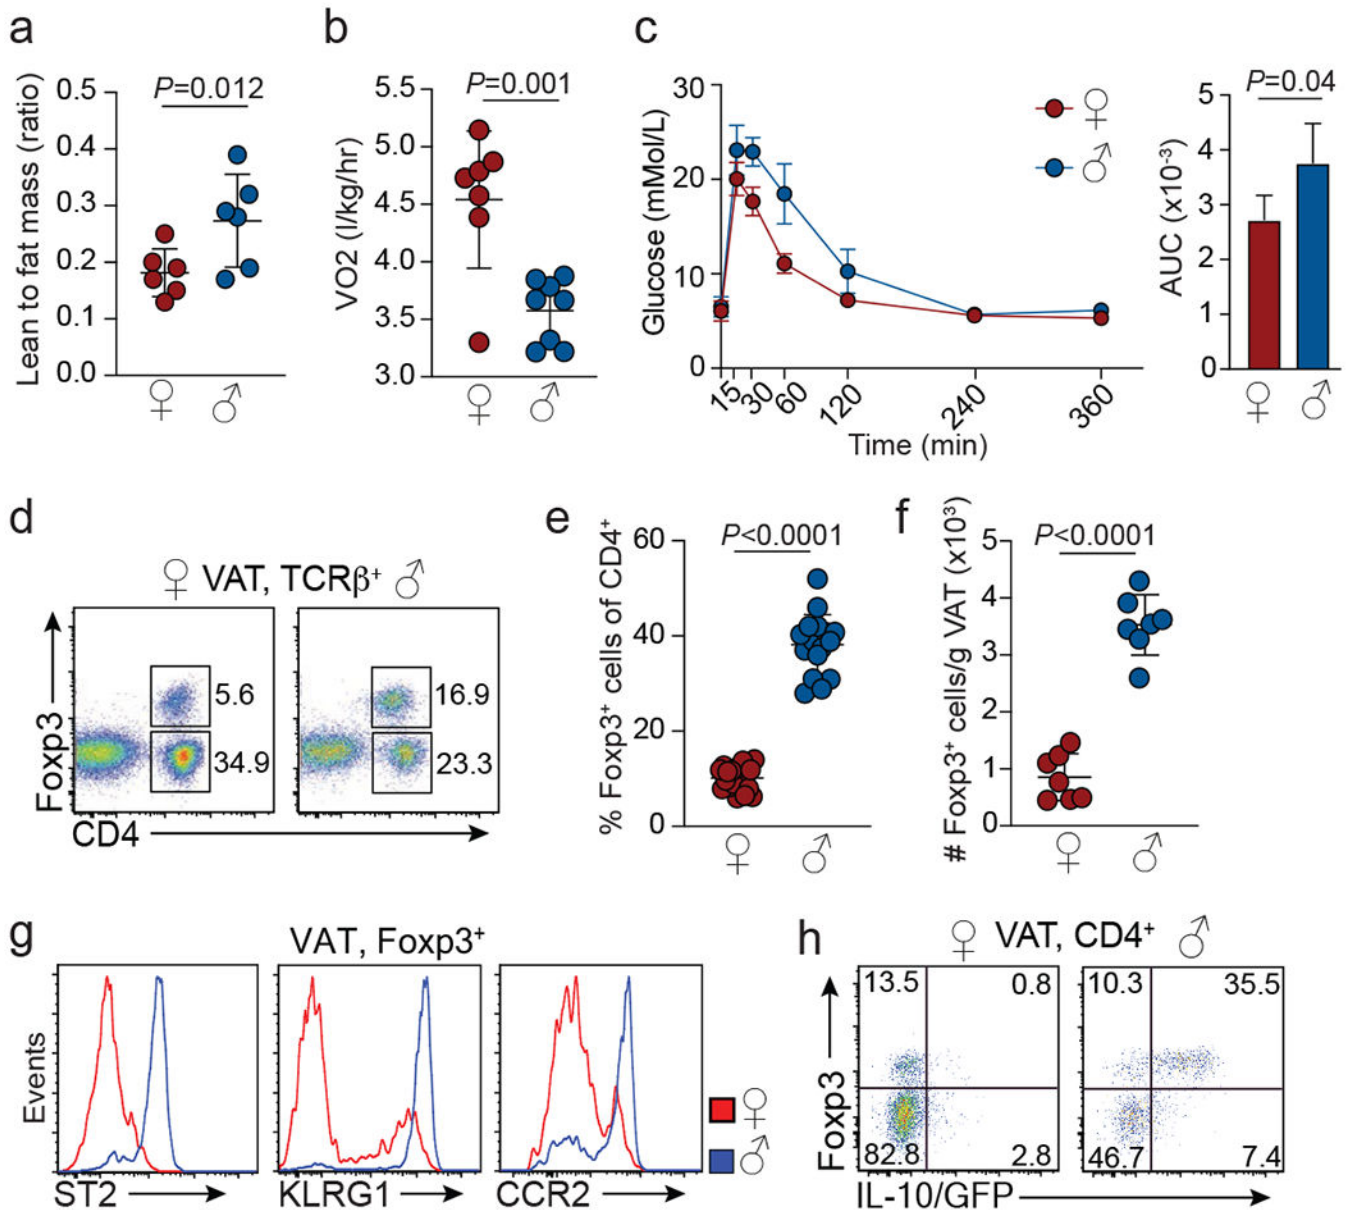 a
Lean to fat mass (ratio)
P=0.012
0.5
0.4
0.3
0.2
0.1
0.0
♀ ♂
b
VO2 (l/kg/hr)
P=0.001
5.5
5.0
4.5
4.0
3.5
3.0
♀ ♂
c
Glucose (mMol/L)
30
20
10
0
15 30 60 120 240 360
Time (min)
♀
♂
AUC (x10-3)
P=0.04
5
4
3
2
1
0
♀ ♂
d
♀ VAT, TCRβ+ ♂
5.6
34.9
16.9
23.3
Foxp3
CD4
e
% Foxp3+ cells of CD4+
P<0.0001
60
40
20
0
♀ ♂
f
# Foxp3+ cells/g VAT (x10³)
P<0.0001
5
4
3
2
1
0
♀ ♂
g
VAT, Foxp3+
Events
ST2 KLRG1 CCR2
♀
♂
h
♀ VAT, CD4+ ♂
13.5 0.8
82.8 2.8
10.3 35.5
46.7 7.4
Foxp3
IL-10/GFP